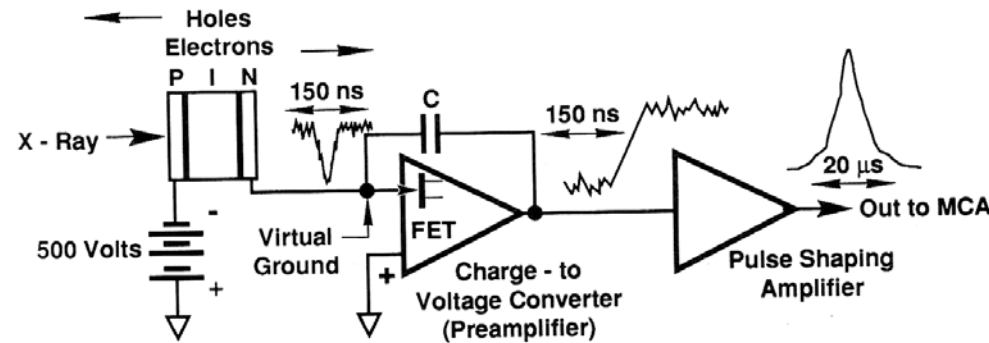 Holes
Electrons
P I N
X - Ray
500 Volts
-
+
150 ns
C
Virtual
Ground
FET
+
Charge - to
Voltage Converter
(Preamplifier)
150 ns
Pulse Shaping
Amplifier
20 µs
Out to MCA